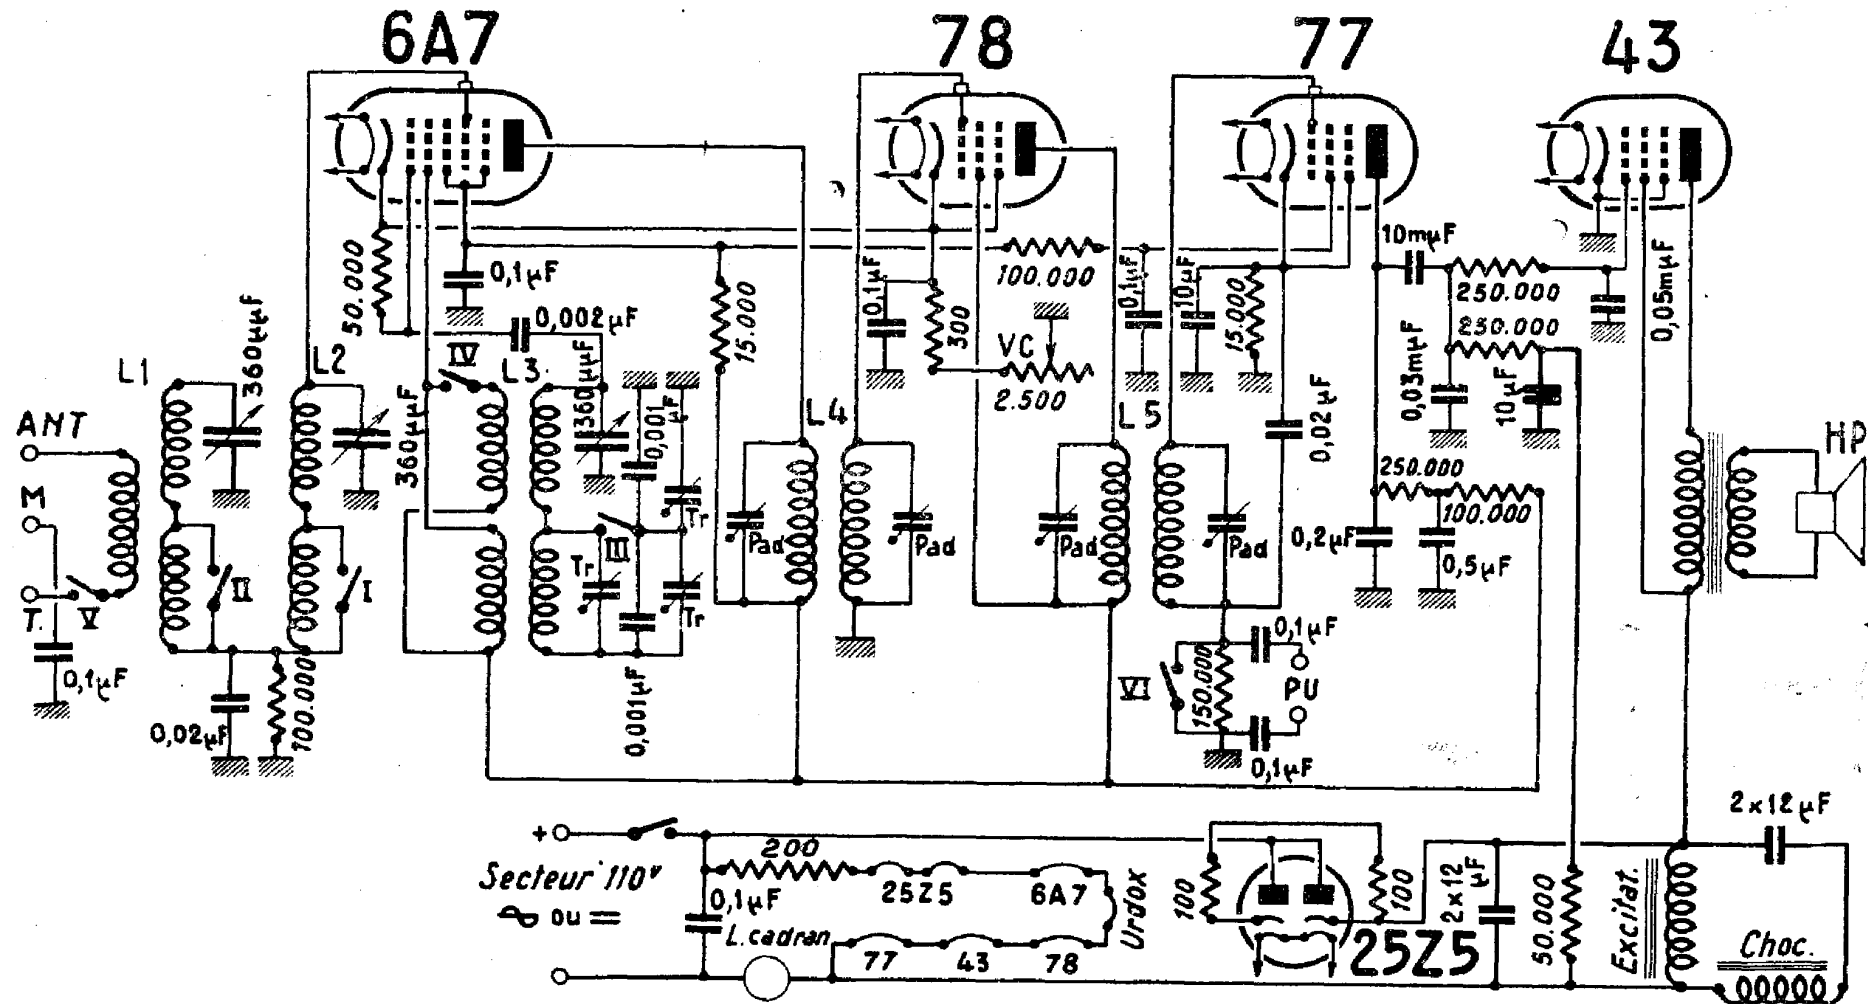 6A7
78
77
43
50.000
0,1µF
0,002µF
15.000
0,1µF
300
100.000
VC
2.500
0,1µF
10µF
15.000
10mµF
250.000
250.000
0,03mµF
10µF
0,05mµF
0,02µF
L1
360µµF
L2
360µµF
IV
L3
360µµF
0,001µF
L4
L5
ANT
M
T.
V
II
I
III
Tr
Tr
Tr
Pad
Pad
Pad
Pad
250.000
100.000
0,2µF
0,5µF
HP
0,1µF
0,02µF
100.000
0,001µF
0,1µF
VI
150.000
PU
0,1µF
2x12µF
+
200
Secteur 110v
ou =
25Z5
6A7
Urdox
0,1µF
L.cadran
77
43
78
100
100
25Z5
2x12µF
50.000
Excitat.
Choc.